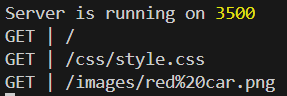 Server is running on 3500
GET | /
GET | /css/style.css
GET | /images/red%20car.png